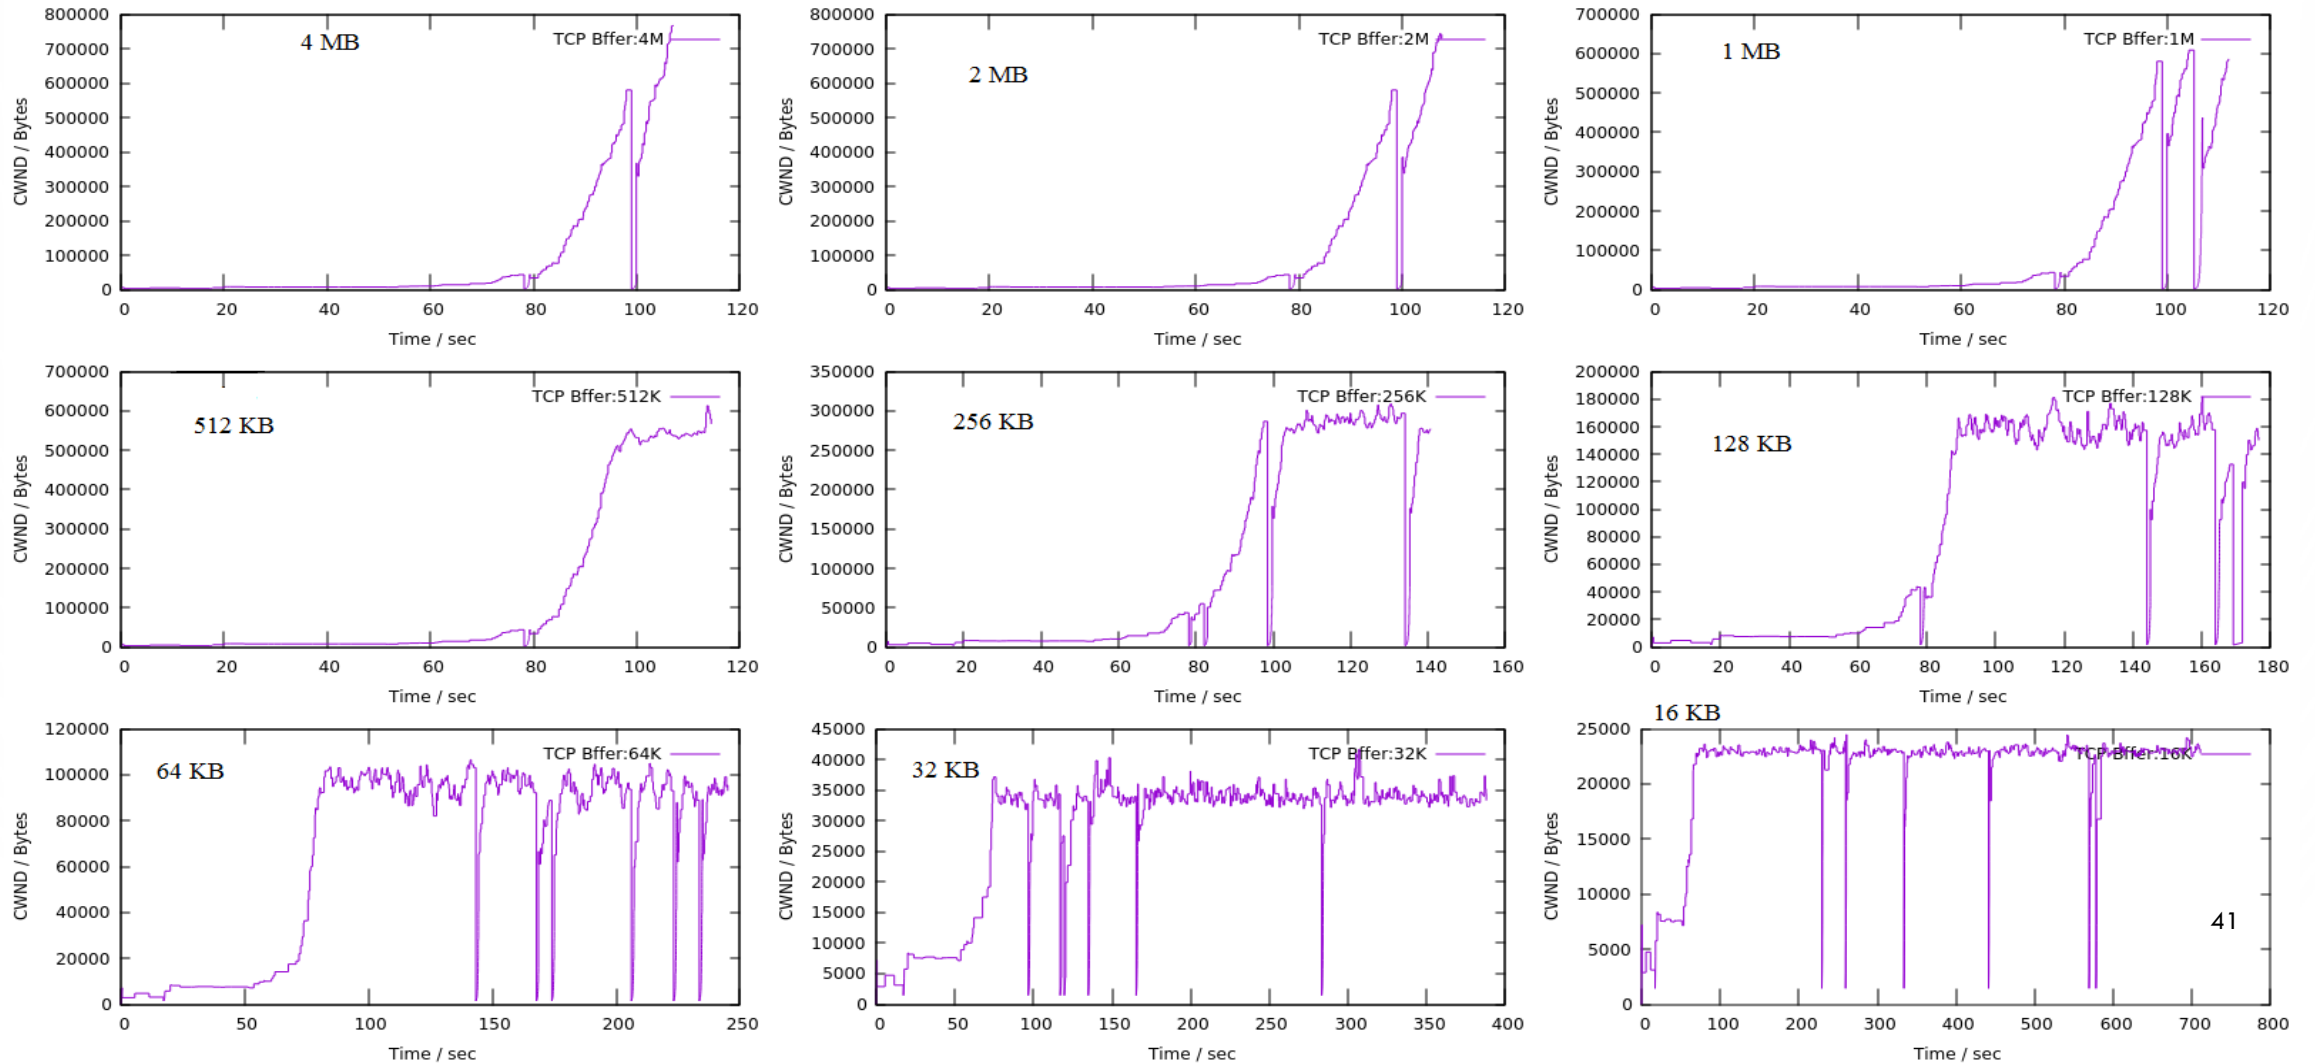 4 MB
TCP Bffer:4M
CWND / Bytes
800000
700000
600000
500000
400000
300000
200000
100000
0
0 20 40 60 80 100 120
Time / sec
2 MB
TCP Bffer:2M
CWND / Bytes
800000
700000
600000
500000
400000
300000
200000
100000
0
0 20 40 60 80 100 120
Time / sec
1 MB
TCP Bffer:1M
CWND / Bytes
700000
600000
500000
400000
300000
200000
100000
0
0 20 40 60 80 100 120
Time / sec
512 KB
TCP Bffer:512K
CWND / Bytes
700000
600000
500000
400000
300000
200000
100000
0
0 20 40 60 80 100 120
Time / sec
256 KB
TCP Bffer:256K
CWND / Bytes
350000
300000
250000
200000
150000
100000
50000
0
0 20 40 60 80 100 120 140 160
Time / sec
128 KB
TCP Bffer:128K
CWND / Bytes
200000
180000
160000
140000
120000
100000
80000
60000
40000
20000
0
0 20 40 60 80 100 120 140 160 180
Time / sec
64 KB
TCP Bffer:64K
CWND / Bytes
120000
100000
80000
60000
40000
20000
0
0 50 100 150 200 250
Time / sec
32 KB
TCP Bffer:32K
CWND / Bytes
45000
40000
35000
30000
25000
20000
15000
10000
5000
0
0 50 100 150 200 250 300 350 400
Time / sec
16 KB
TCP Bffer:16K
CWND / Bytes
25000
20000
15000
10000
5000
0
0 100 200 300 400 500 600 700 800
Time / sec
41